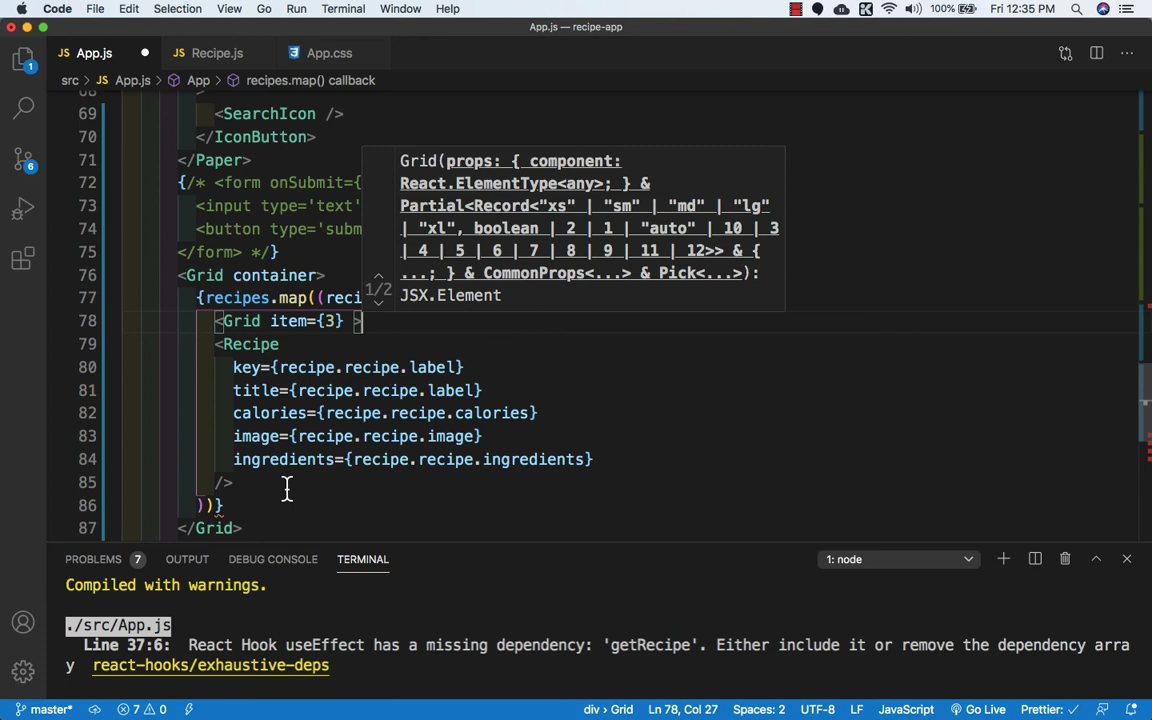 Code File Edit Selection View Go Run Terminal Window Help 100% Fri 12:35 PM
App.js — recipe-app
JS App.js JS Recipe.js App.css
src > JS App.js > App > recipes.map() callback
68 >
69 <SearchIcon />
70 </IconButton>
71 </Paper>
72 {/* <form onSubmit={
73 <input type='text'
74 <button type='subm
75 </form> */}
76 <Grid container>
77 {recipes.map((reci
78 <Grid item={3} >
79 <Recipe
80 key={recipe.recipe.label}
81 title={recipe.recipe.label}
82 calories={recipe.recipe.calories}
83 image={recipe.recipe.image}
84 ingredients={recipe.recipe.ingredients}
85 />
86 ))}
87 </Grid>
Grid(props: { component:
React.ElementType<any>; } &
Partial<Record<"xs" | "sm" | "md" | "lg"
| "xl", boolean | 2 | 1 | "auto" | 10 | 3
| 4 | 5 | 6 | 7 | 8 | 9 | 11 | 12>> & {
...; } & CommonProps<...> & Pick<...>):
JSX.Element
1/2
1
6
PROBLEMS 7 OUTPUT DEBUG CONSOLE TERMINAL 1: node
Compiled with warnings.
./src/App.js
Line 37:6: React Hook useEffect has a missing dependency: 'getRecipe'. Either include it or remove the dependency arra
y react-hooks/exhaustive-deps
master* 7 0 div > Grid Ln 78, Col 27 Spaces: 2 UTF-8 LF JavaScript Go Live Prettier: ✓